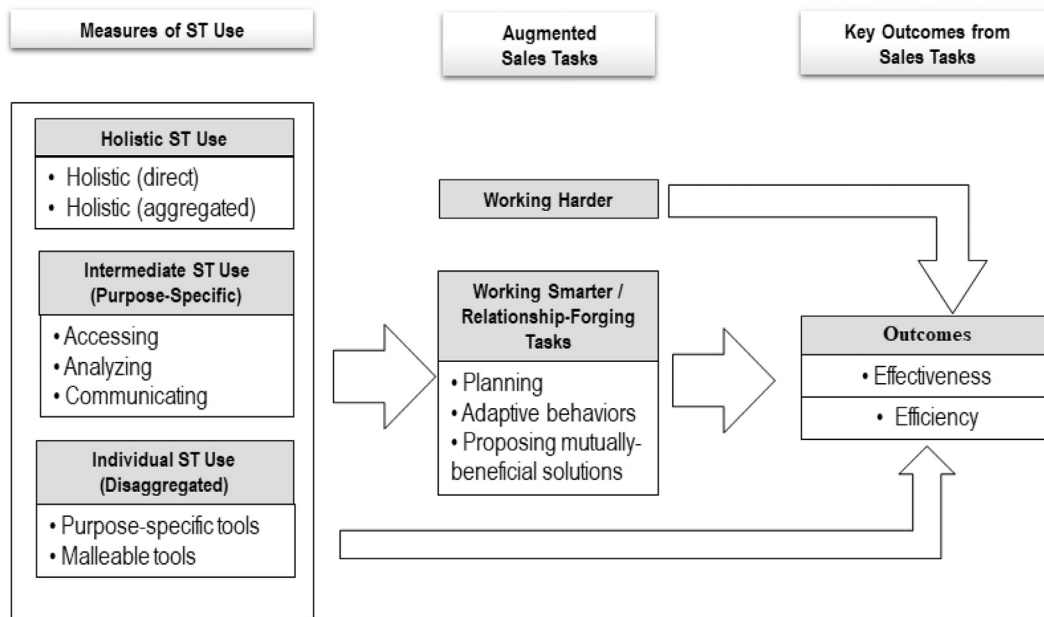 Measures of ST Use
Augmented
Sales Tasks
Key Outcomes from
Sales Tasks
Holistic ST Use
• Holistic (direct)
• Holistic (aggregated)
Intermediate ST Use
(Purpose-Specific)
• Accessing
• Analyzing
• Communicating
Individual ST Use
(Disaggregated)
• Purpose-specific tools
• Malleable tools
Working Harder
Working Smarter /
Relationship-Forging
Tasks
• Planning
• Adaptive behaviors
• Proposing mutually-
beneficial solutions
Outcomes
• Effectiveness
• Efficiency